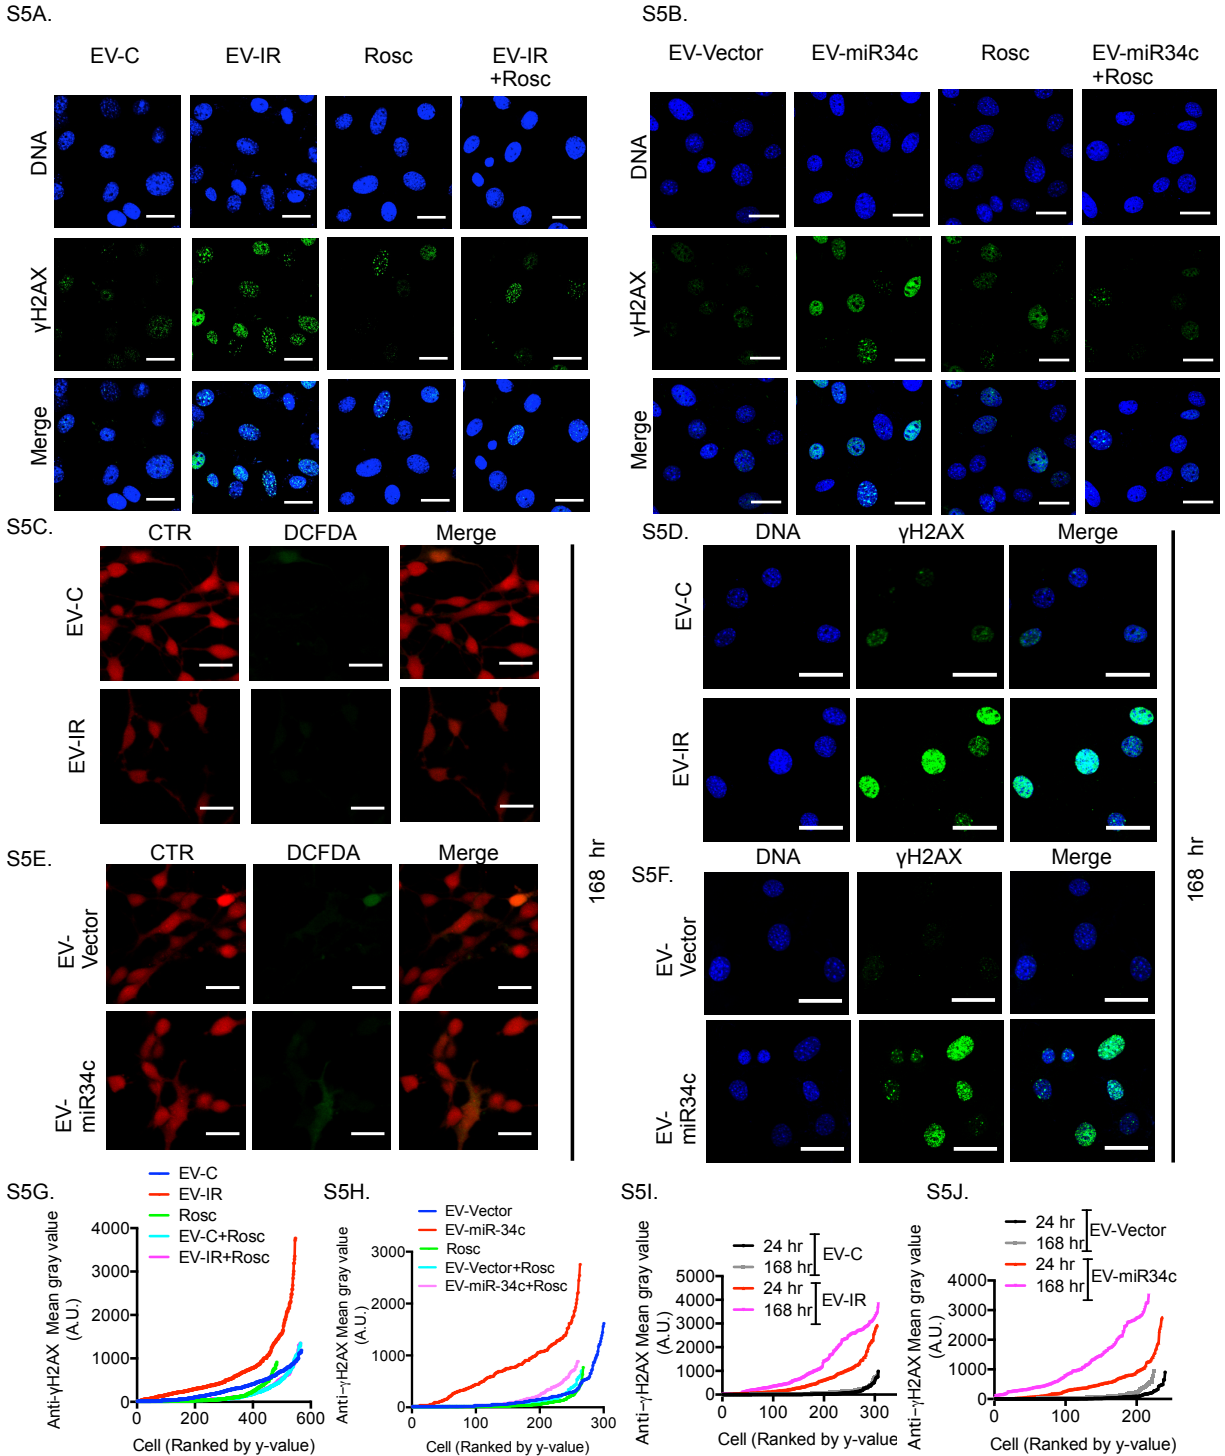 S5A.
EV-C EV-IR Rosc EV-IR
+Rosc
DNA
γH2AX
Merge
S5B.
EV-Vector EV-miR34c Rosc EV-miR34c
+Rosc
DNA
γH2AX
Merge
S5C.
CTR DCFDA Merge
EV-C
EV-IR
S5D.
DNA γH2AX Merge
EV-C
EV-IR
S5E.
CTR DCFDA Merge
EV-
Vector
EV-
miR34c
168 hr
S5F.
DNA γH2AX Merge
EV-
Vector
EV-
miR34c
168 hr
S5G.
EV-C
EV-IR
Rosc
EV-C+Rosc
EV-IR+Rosc
Anti-γH2AX Mean gray value
(A.U.)
4000
3000
2000
1000
0
0 200 400 600
Cell (Ranked by y-value)
S5H.
EV-Vector
EV-miR-34c
Rosc
EV-Vector+Rosc
EV-miR-34c+Rosc
Anti-γH2AX Mean gray value
(A.U.)
3000
2000
1000
0
0 100 200 300
Cell (Ranked by y-value)
S5I.
24 hr
168 hr
EV-C
24 hr
168 hr
EV-IR
Anti-γH2AX Mean gray value
(A.U.)
5000
4000
3000
2000
1000
0
0 100 200 300
Cell (Ranked by y-value)
S5J.
24 hr
168 hr
EV-Vector
24 hr
168 hr
EV-miR34c
Anti-γH2AX Mean gray value
(A.U.)
4000
3000
2000
1000
0
0 100 200
Cell (Ranked by y-value)